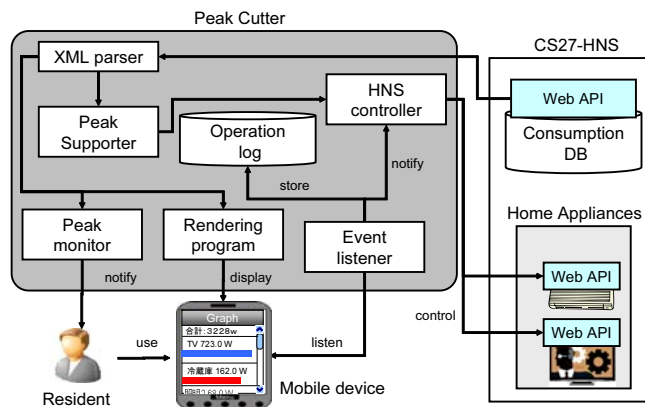 Peak Cutter
XML parser
Peak
Supporter
Operation
log
HNS
controller
store
notify
Peak
monitor
Rendering
program
Event
listener
notify
display
CS27-HNS
Web API
Consumption
DB
Home Appliances
Web API
Web API
control
Graph
合計:3228w
TV 723.0 W
冷蔵庫 162.0 W
use
listen
Resident
Mobile device